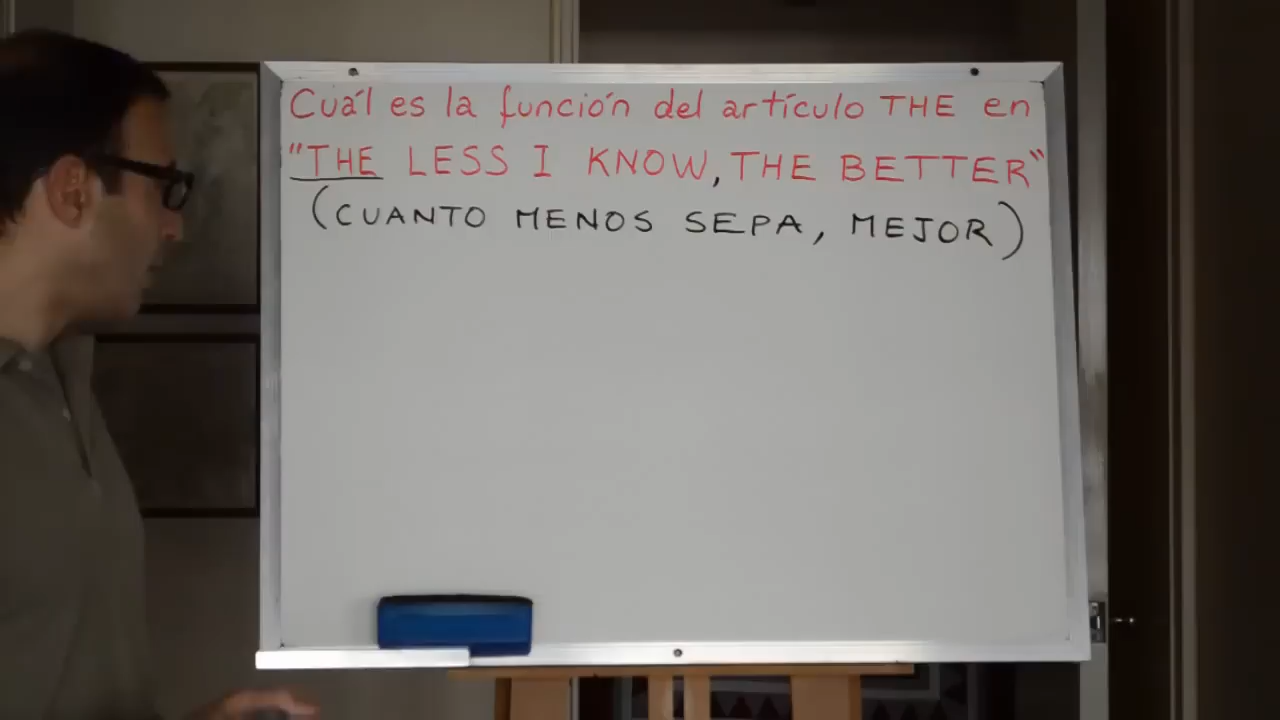 Cuál es la función del artículo THE en
"THE LESS I KNOW, THE BETTER"
(CUANTO MENOS SEPA, MEJOR)